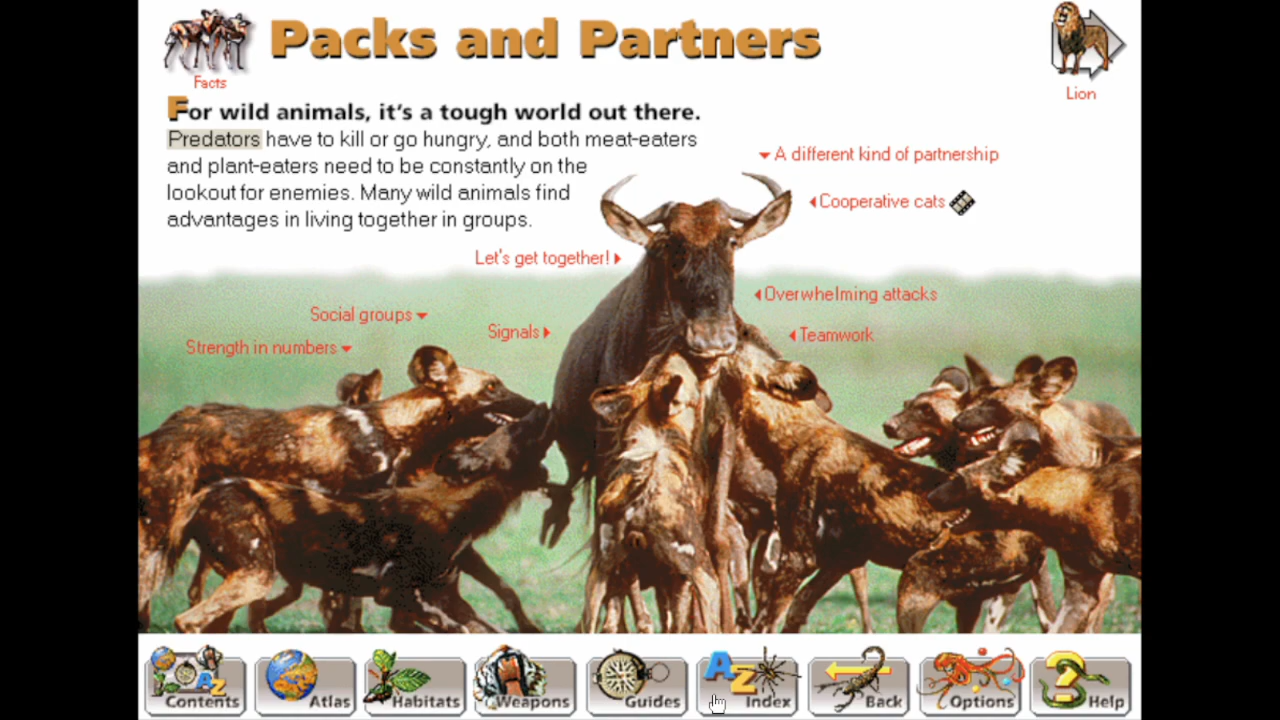 Packs and Partners
Facts
Lion
For wild animals, it's a tough world out there.
Predators have to kill or go hungry, and both meat-eaters
and plant-eaters need to be constantly on the
lookout for enemies. Many wild animals find
advantages in living together in groups.
A different kind of partnership
Cooperative cats
Let's get together!
Overwhelming attacks
Social groups
Signals
Teamwork
Strength in numbers
AZ
Contents
Atlas
Habitats
Weapons
Guides
AZ
Index
Back
Options
?
Help